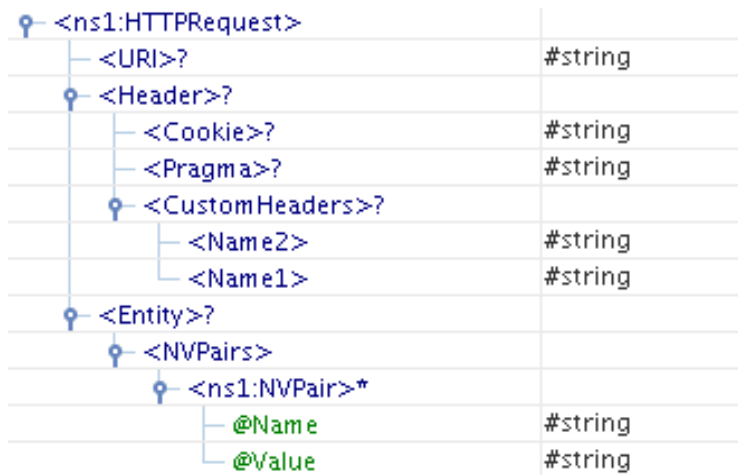 <ns1:HTTPRequest>
<URI>? #string
<Header>?
<Cookie>? #string
<Pragma>? #string
<CustomHeaders>?
<Name2> #string
<Name1> #string
<Entity>?
<NVPairs>
<ns1:NVPair>*
@Name #string
@Value #string